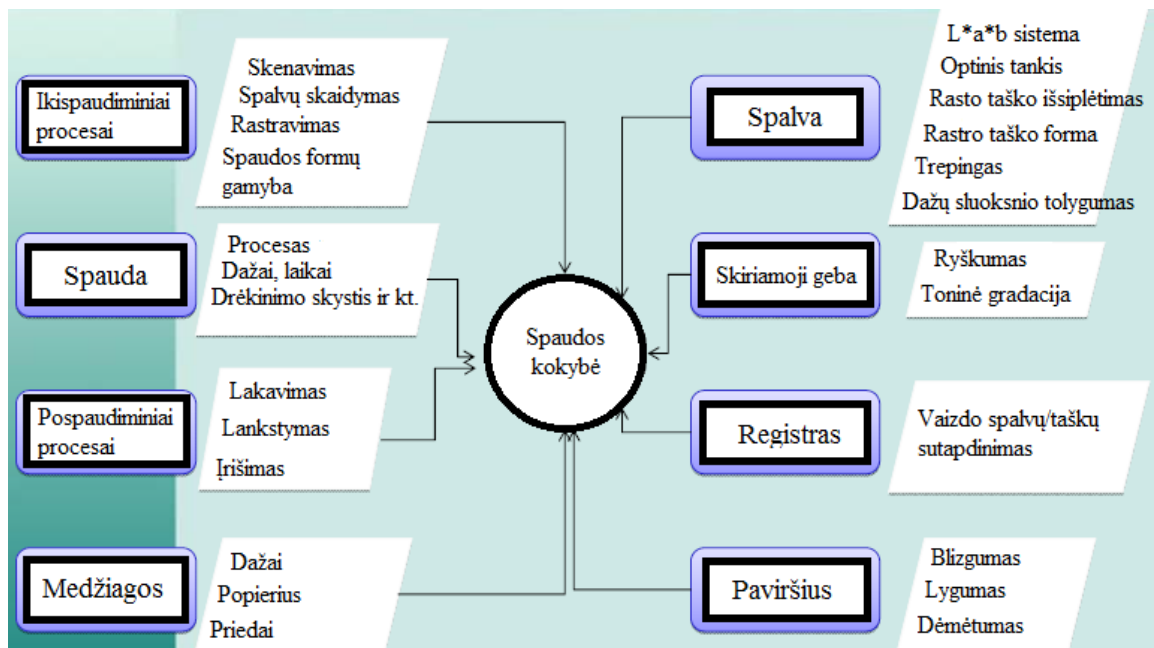 Ikispaudiminiai
procesai
Skenavimas
Spalvų skaidymas
Rastravimas
Spaudos formų
gamyba
Spauda
Procesas
Dažai, laikai
Drėkinimo skystis ir kt.
Pospaudiminiai
procesai
Lakavimas
Lankstymas
Įrišimas
Medžiagos
Dažai
Popierius
Priedai
Spaudos
kokybė
Spalva
L*a*b sistema
Optinis tankis
Rasto taško išsiplėtimas
Rastro taško forma
Trepingas
Dažų sluoksnio tolygumas
Skiriamoji geba
Ryškumas
Toninė gradacija
Registras
Vaizdo spalvų/taškų
sutapdinimas
Paviršius
Blizgumas
Lygumas
Dėmėtumas